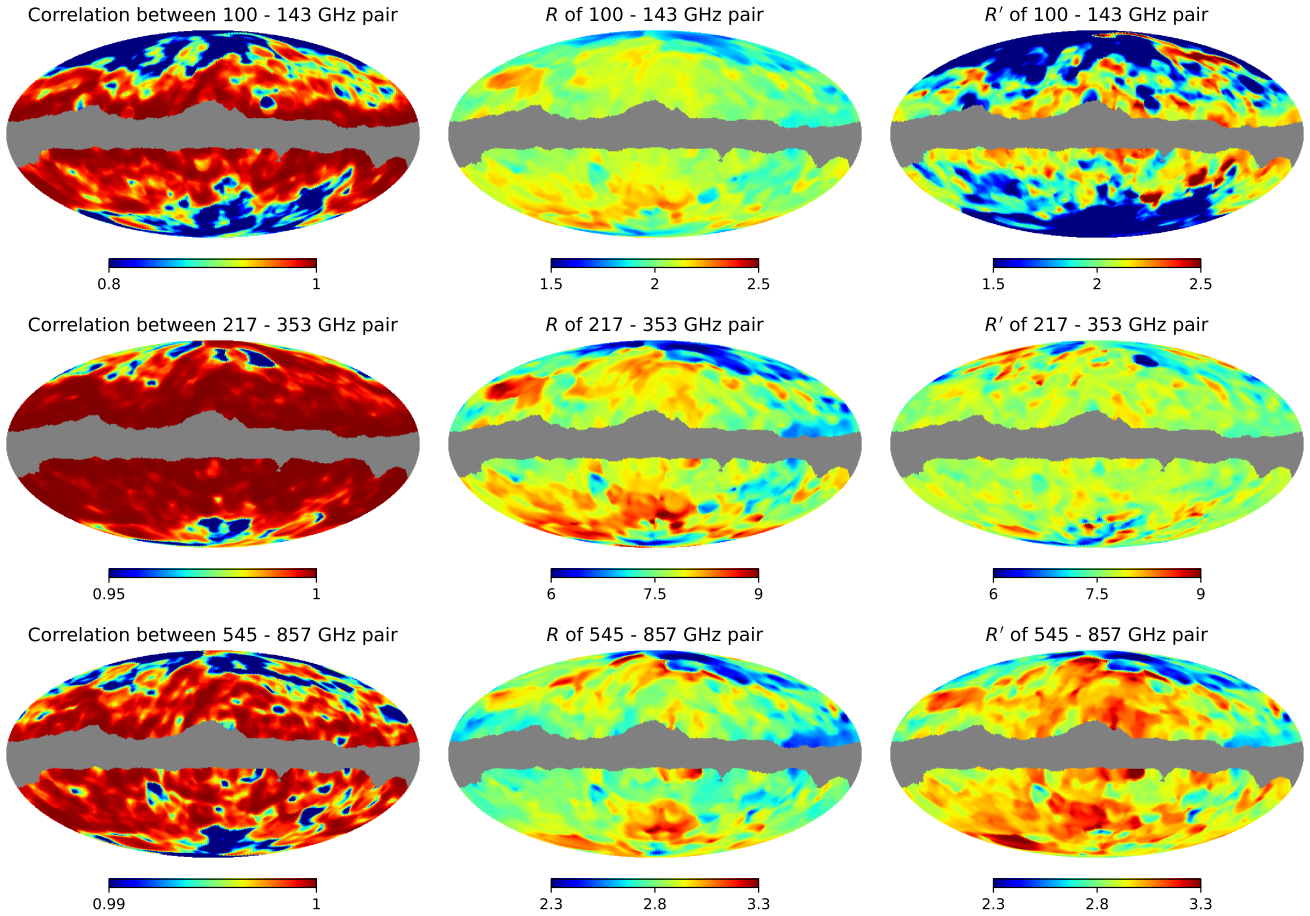 Correlation between 100 - 143 GHz pair
R of 100 - 143 GHz pair
R′ of 100 - 143 GHz pair
0.8 1
1.5 2 2.5
1.5 2 2.5
Correlation between 217 - 353 GHz pair
R of 217 - 353 GHz pair
R′ of 217 - 353 GHz pair
0.95 1
6 7.5 9
6 7.5 9
Correlation between 545 - 857 GHz pair
R of 545 - 857 GHz pair
R′ of 545 - 857 GHz pair
0.99 1
2.3 2.8 3.3
2.3 2.8 3.3